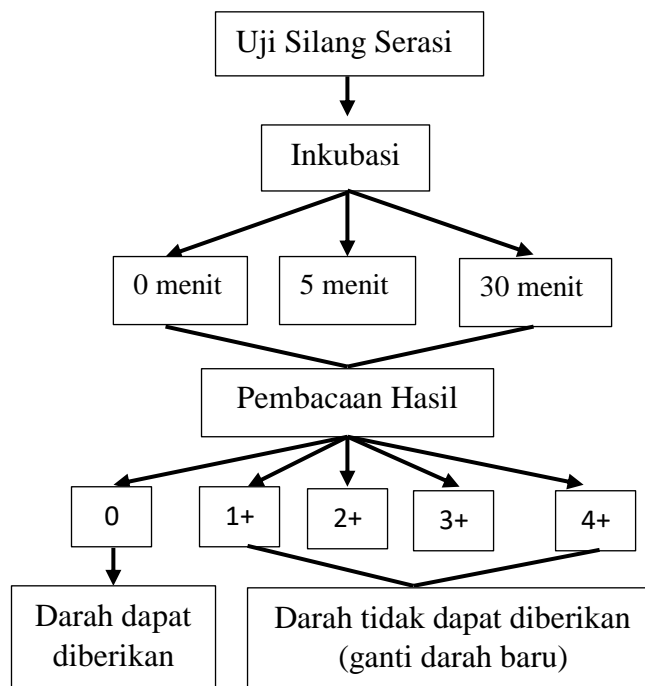 Uji Silang Serasi
Inkubasi
0 menit
5 menit
30 menit
Pembacaan Hasil
0
1+
2+
3+
4+
Darah dapat
diberikan
Darah tidak dapat diberikan
(ganti darah baru)